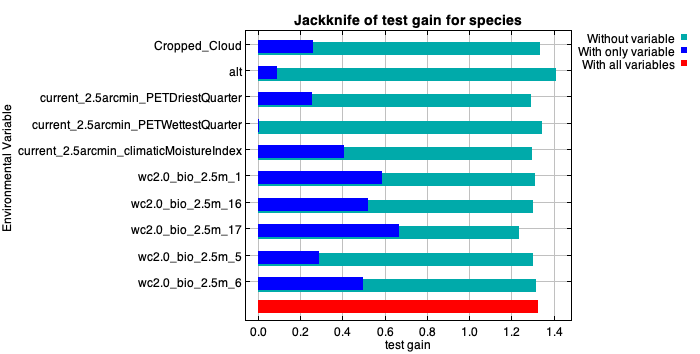 Jackknife of test gain for species
Without variable
With only variable
With all variables
Environmental Variable
Cropped_Cloud
alt
current_2.5arcmin_PETDriestQuarter
current_2.5arcmin_PETWettestQuarter
current_2.5arcmin_climaticMoistureIndex
wc2.0_bio_2.5m_1
wc2.0_bio_2.5m_16
wc2.0_bio_2.5m_17
wc2.0_bio_2.5m_5
wc2.0_bio_2.5m_6
0.0 0.2 0.4 0.6 0.8 1.0 1.2 1.4
test gain